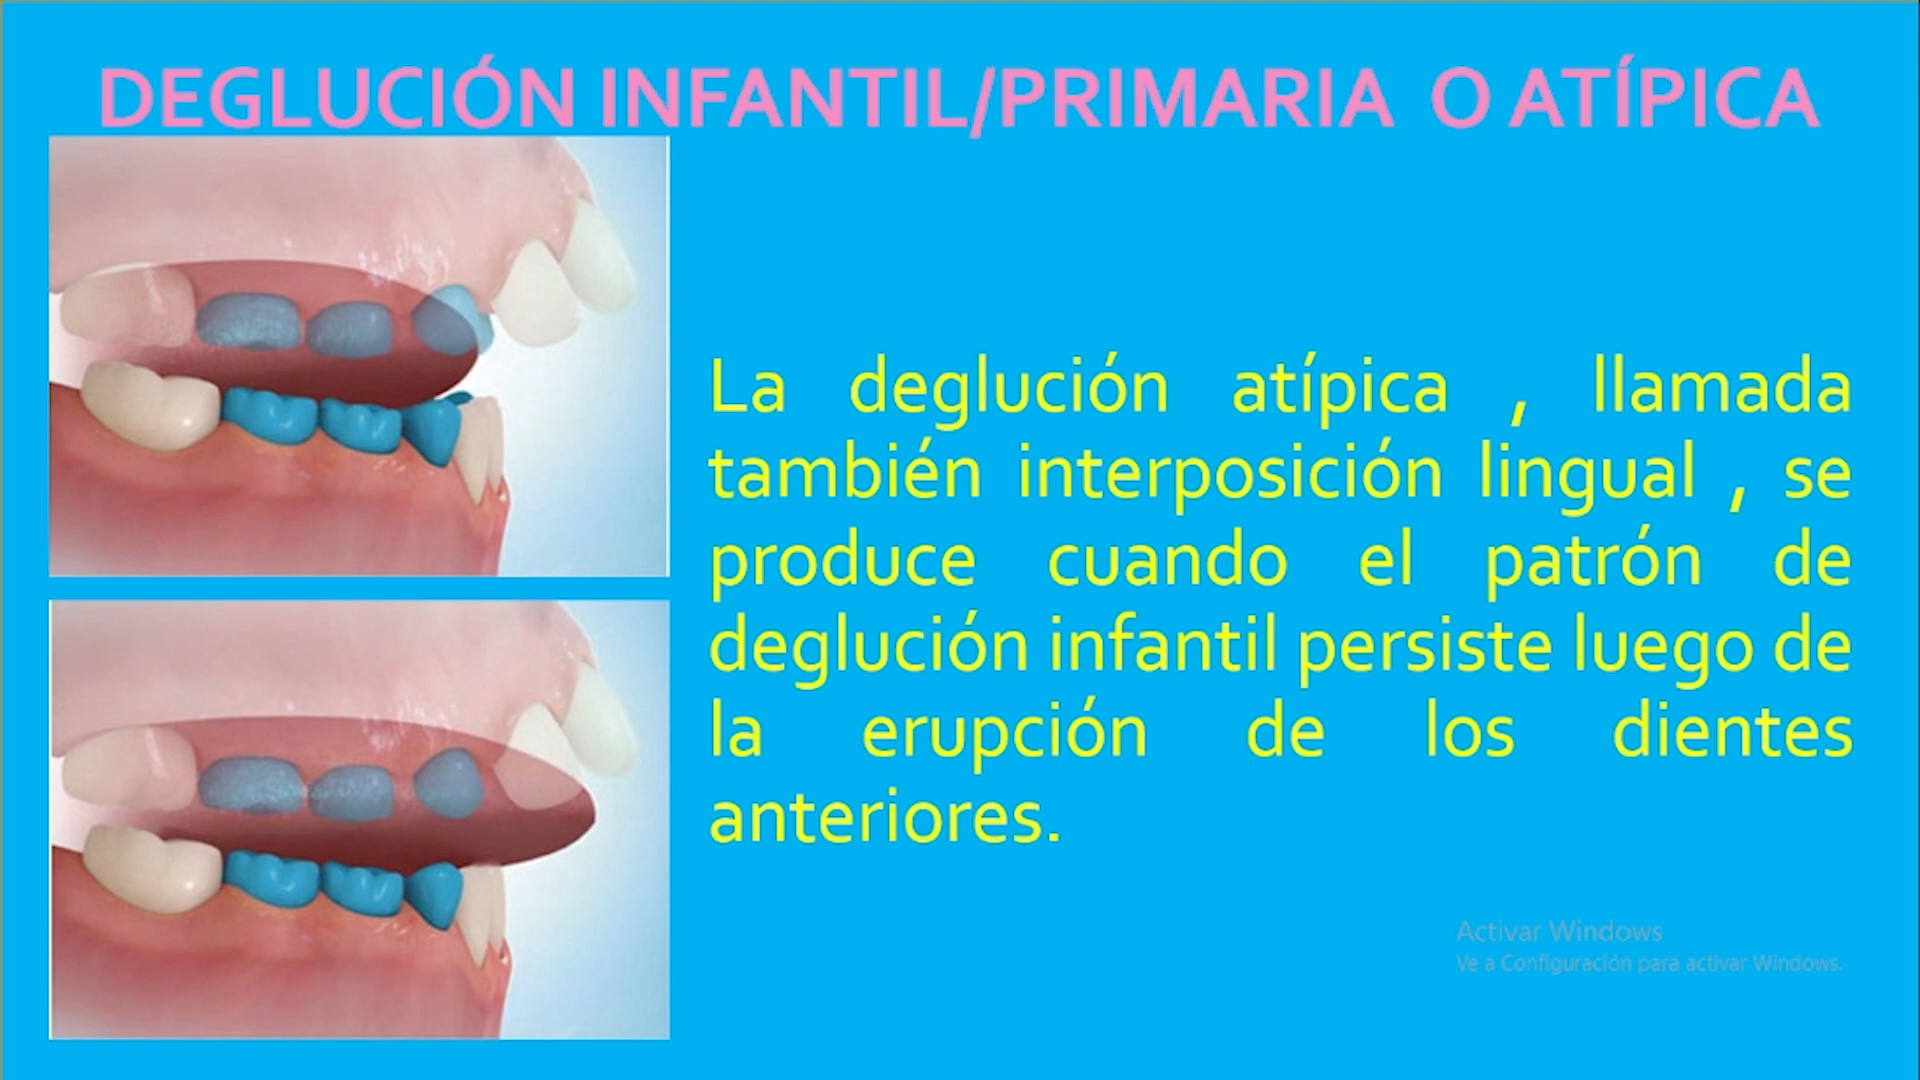 DEGLUCIÓN INFANTIL/PRIMARIA O ATÍPICA
La deglución atípica , llamada
también interposición lingual , se
produce cuando el patrón de
deglución infantil persiste luego de
la erupción de los dientes
anteriores.
Activar Windows
Ve a Configuración para activar Windows.